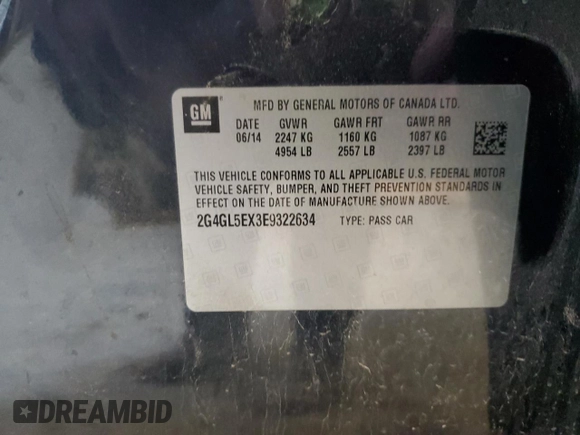 GM
MFD BY GENERAL MOTORS OF CANADA LTD.
DATE GVWR GAWR FRT GAWR RR
06/14 2247 KG 1160 KG 1087 KG
4954 LB 2557 LB 2397 LB
THIS VEHICLE CONFORMS TO ALL APPLICABLE U.S. FEDERAL MOTOR
VEHICLE SAFETY, BUMPER, AND THEFT PREVENTION STANDARDS IN
EFFECT ON THE DATE OF MANUFACTURE SHOWN ABOVE.
2G4GL5EX3E9322634 TYPE: PASS CAR
DREAMBID